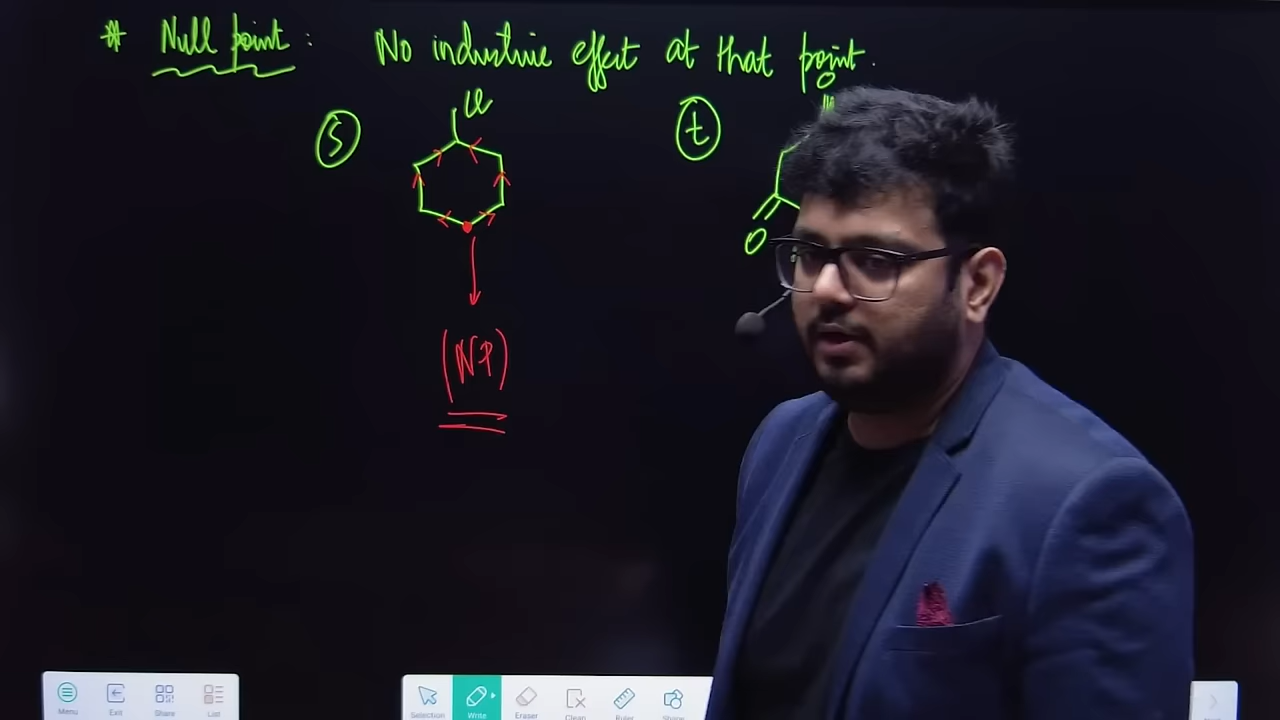 * Null point : No inductive effect at that point.
(S) Cl
(t) O
O
(NP)
Menu Exit Share List
Selection Write Eraser Clean Ruler Shape